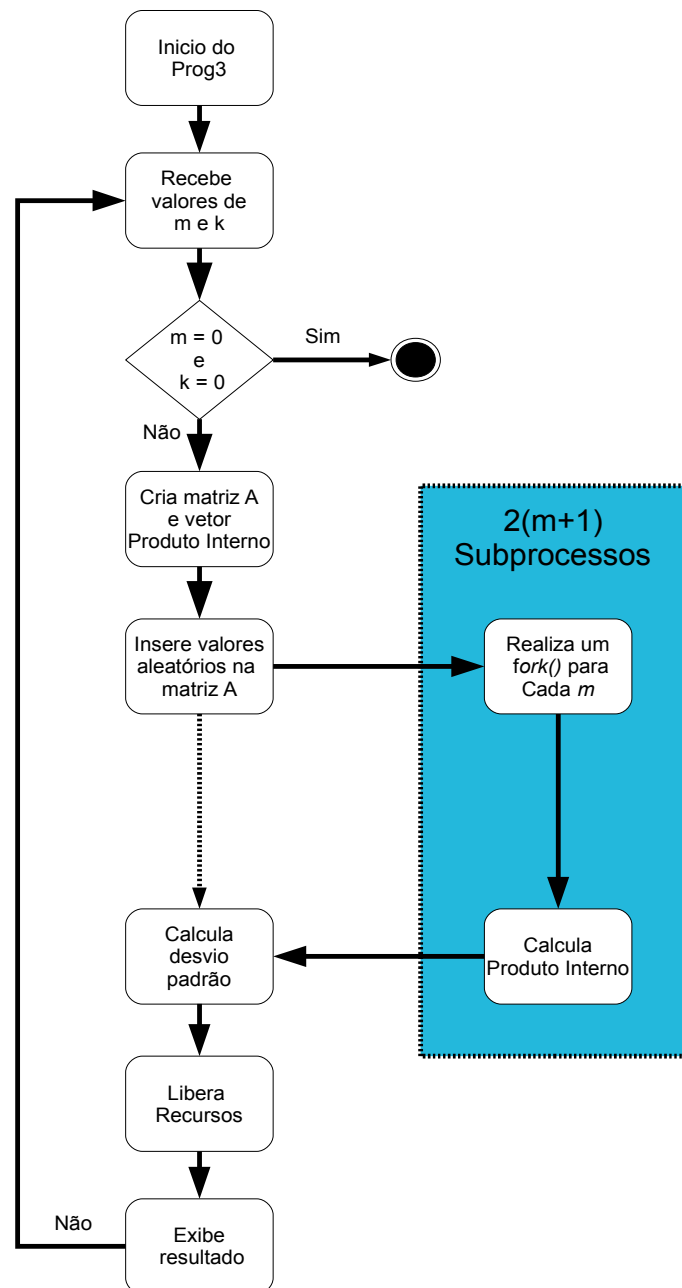 Inicio do
Prog3
Recebe
valores de
m e k
m = 0
e
k = 0
Sim
Não
Cria matriz A
e vetor
Produto Interno
2(m+1)
Subprocessos
Insere valores
aleatórios na
matriz A
Realiza um
fork() para
Cada m
Calcula
desvio
padrão
Calcula
Produto Interno
Libera
Recursos
Não
Exibe
resultado